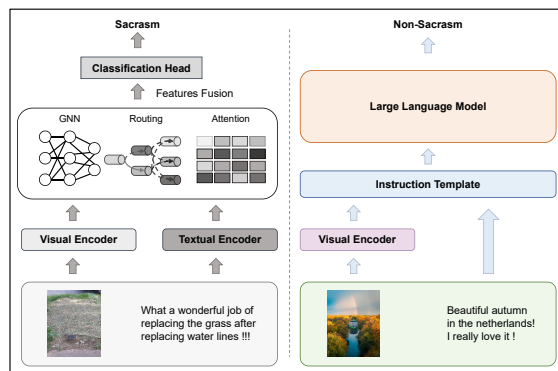 Sacrasm
Classification Head
Features Fusion
GNN
Routing
Attention
Visual Encoder
Textual Encoder
What a wonderful job of
replacing the grass after
replacing water lines !!!
Non-Sacrasm
Large Language Model
Instruction Template
Visual Encoder
Beautiful autumn
in the netherlands!
I really love it !